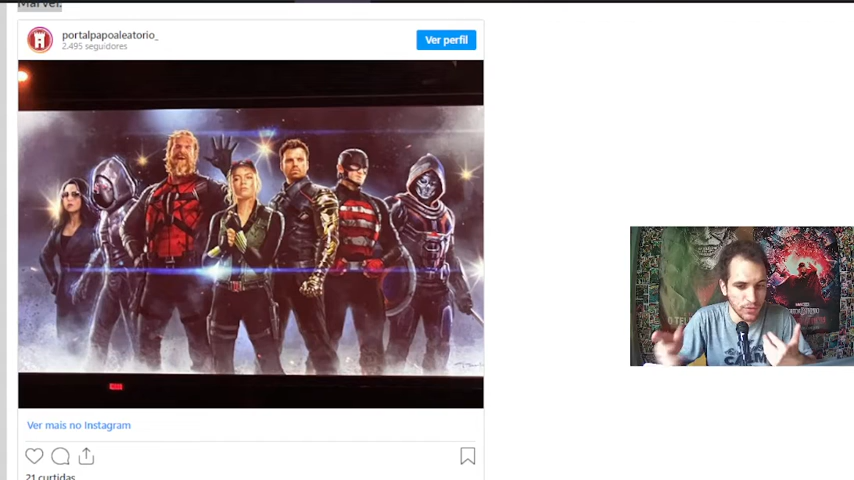 Marvel.
portalpapoaleatorio_
2.495 seguidores
Ver perfil
Ver mais no Instagram
21 curtidas